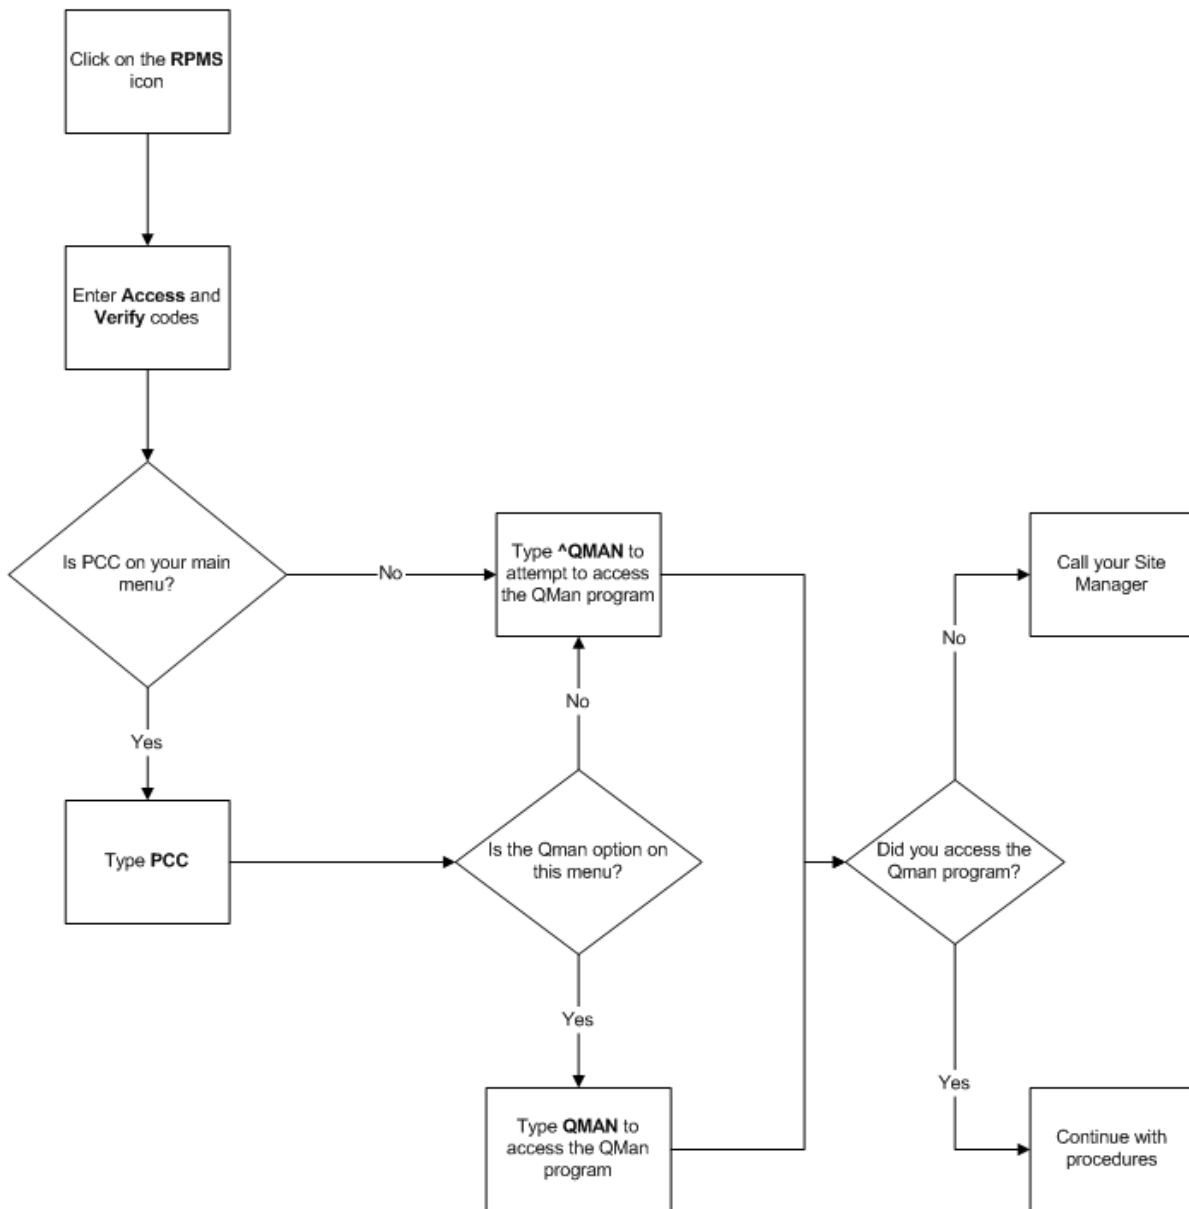 Click on the RPMS
icon
Enter Access and
Verify codes
Is PCC on your main
menu?
No
Type ^QMAN to
attempt to access
the QMan program
Call your Site
Manager
No
No
Yes
Type PCC
Is the Qman option on
this menu?
Did you access the
Qman program?
Yes
Yes
Type QMAN to
access the QMan
program
Continue with
procedures